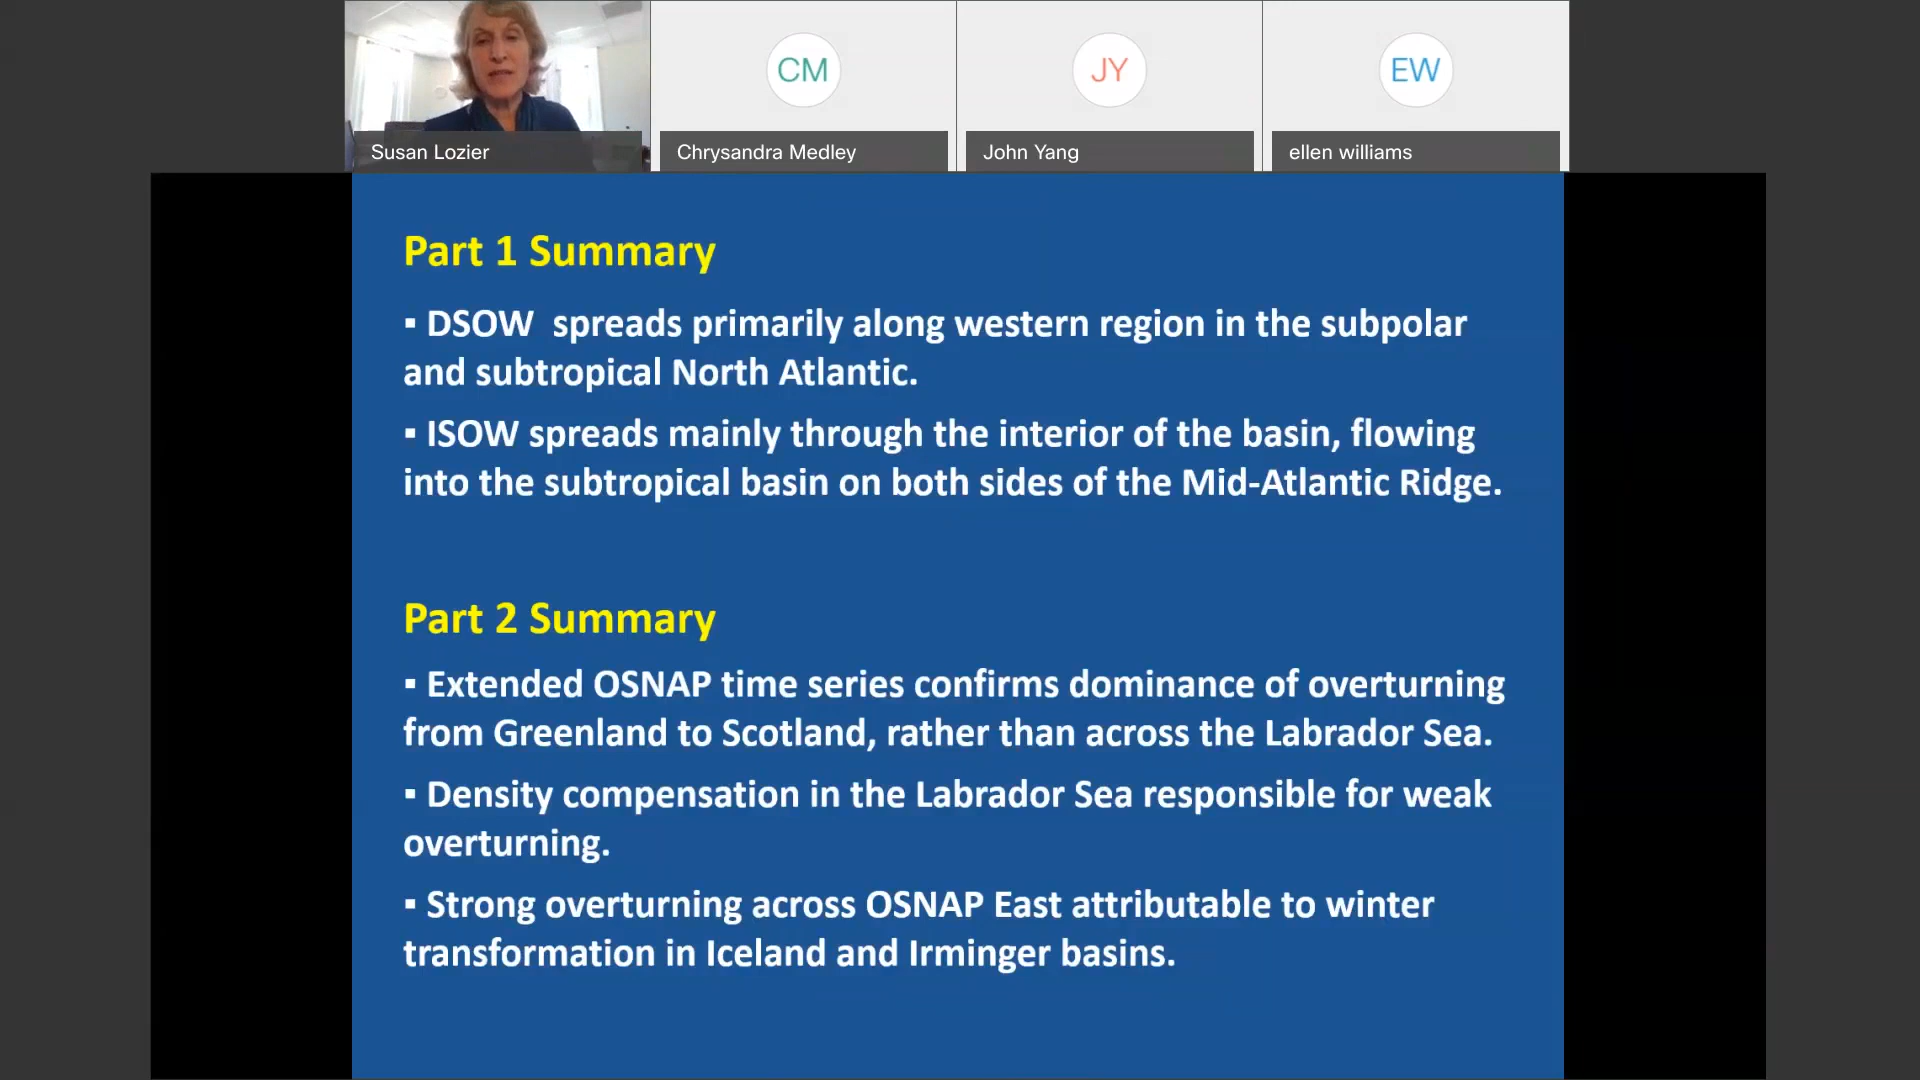 CM
JY
EW
Susan Lozier
Chrysandra Medley
John Yang
ellen williams
Part 1 Summary
▪ DSOW spreads primarily along western region in the subpolar
and subtropical North Atlantic.
▪ ISOW spreads mainly through the interior of the basin, flowing
into the subtropical basin on both sides of the Mid-Atlantic Ridge.
Part 2 Summary
▪ Extended OSNAP time series confirms dominance of overturning
from Greenland to Scotland, rather than across the Labrador Sea.
▪ Density compensation in the Labrador Sea responsible for weak
overturning.
▪ Strong overturning across OSNAP East attributable to winter
transformation in Iceland and Irminger basins.